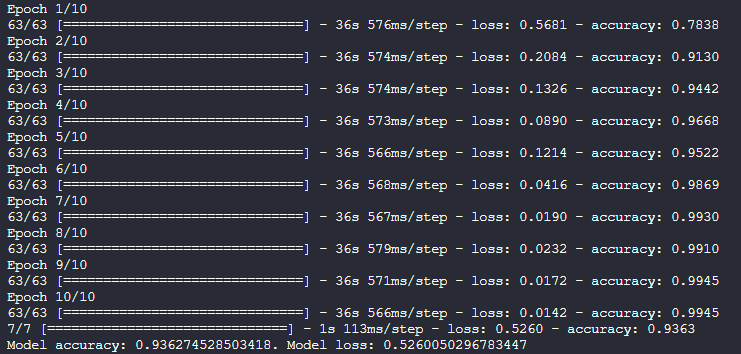 Epoch 1/10
63/63 [==============================] - 36s 576ms/step - loss: 0.5681 - accuracy: 0.7838
Epoch 2/10
63/63 [==============================] - 36s 574ms/step - loss: 0.2084 - accuracy: 0.9130
Epoch 3/10
63/63 [==============================] - 36s 574ms/step - loss: 0.1326 - accuracy: 0.9442
Epoch 4/10
63/63 [==============================] - 36s 573ms/step - loss: 0.0890 - accuracy: 0.9668
Epoch 5/10
63/63 [==============================] - 36s 566ms/step - loss: 0.1214 - accuracy: 0.9522
Epoch 6/10
63/63 [==============================] - 36s 568ms/step - loss: 0.0416 - accuracy: 0.9869
Epoch 7/10
63/63 [==============================] - 36s 567ms/step - loss: 0.0190 - accuracy: 0.9930
Epoch 8/10
63/63 [==============================] - 36s 579ms/step - loss: 0.0232 - accuracy: 0.9910
Epoch 9/10
63/63 [==============================] - 36s 571ms/step - loss: 0.0172 - accuracy: 0.9945
Epoch 10/10
63/63 [==============================] - 36s 566ms/step - loss: 0.0142 - accuracy: 0.9945
7/7 [==============================] - 1s 113ms/step - loss: 0.5260 - accuracy: 0.9363
Model accuracy: 0.936274528503418. Model loss: 0.5260050296783447